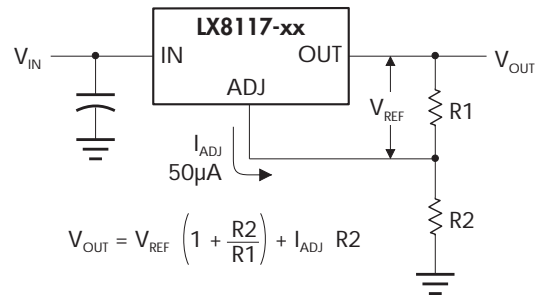 LX8117-xx
V_IN
IN
OUT
V_OUT
ADJ
V_REF
R1
I_ADJ
50µA
R2
V_OUT = V_REF (1 + R2/R1) + I_ADJ R2